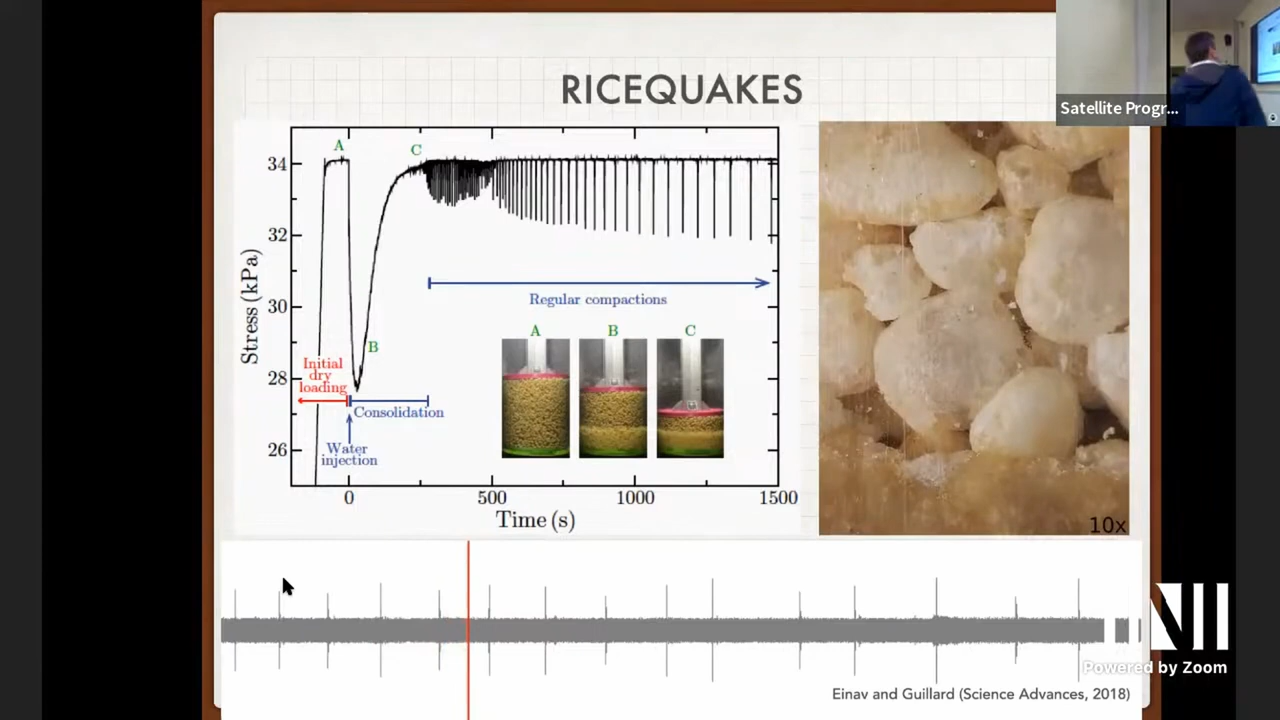 RICEQUAKES
Satellite Progr...
A
C
34
32
30
28
26
Stress (kPa)
B
Regular compactions
A B C
Initial
dry
loading
Consolidation
Water
injection
0 500 1000 1500
Time (s)
10x
Powered by Zoom
Einav and Guillard (Science Advances, 2018)